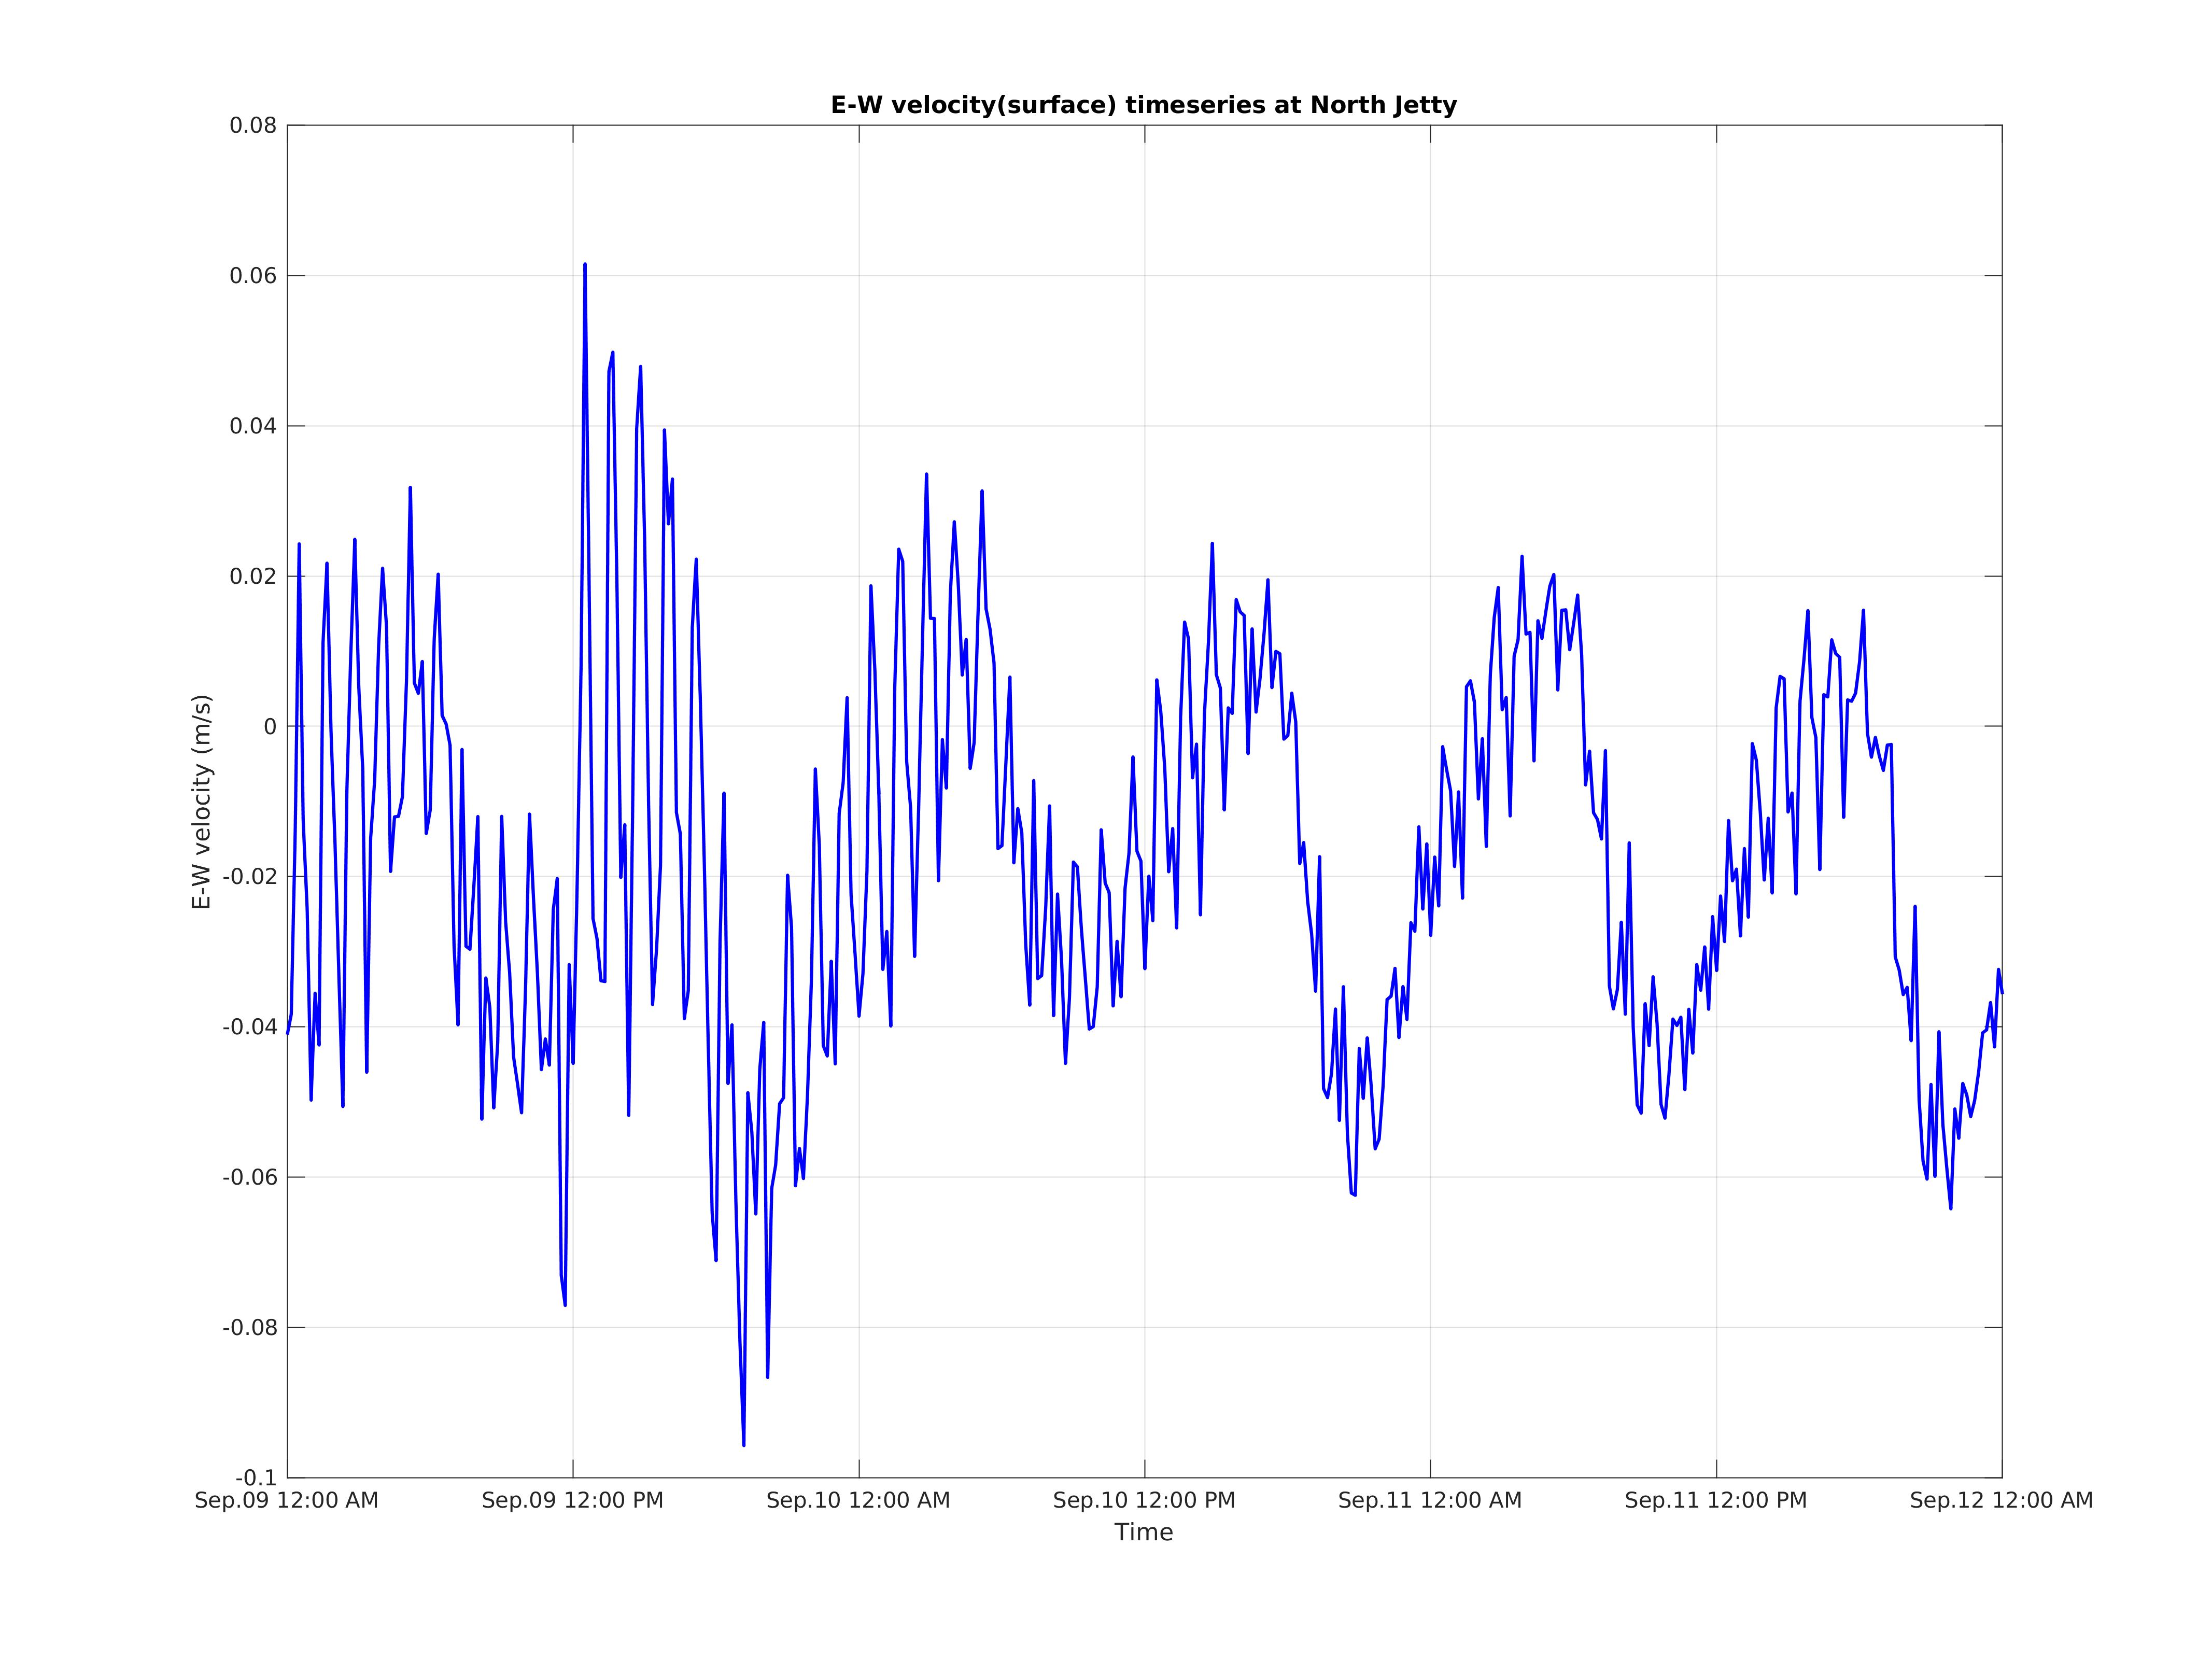 E-W velocity(surface) timeseries at North Jetty
0.08
0.06
0.04
0.02
0
-0.02
-0.04
-0.06
-0.08
-0.1
E-W velocity (m/s)
Sep.09 12:00 AM
Sep.09 12:00 PM
Sep.10 12:00 AM
Sep.10 12:00 PM
Sep.11 12:00 AM
Sep.11 12:00 PM
Sep.12 12:00 AM
Time